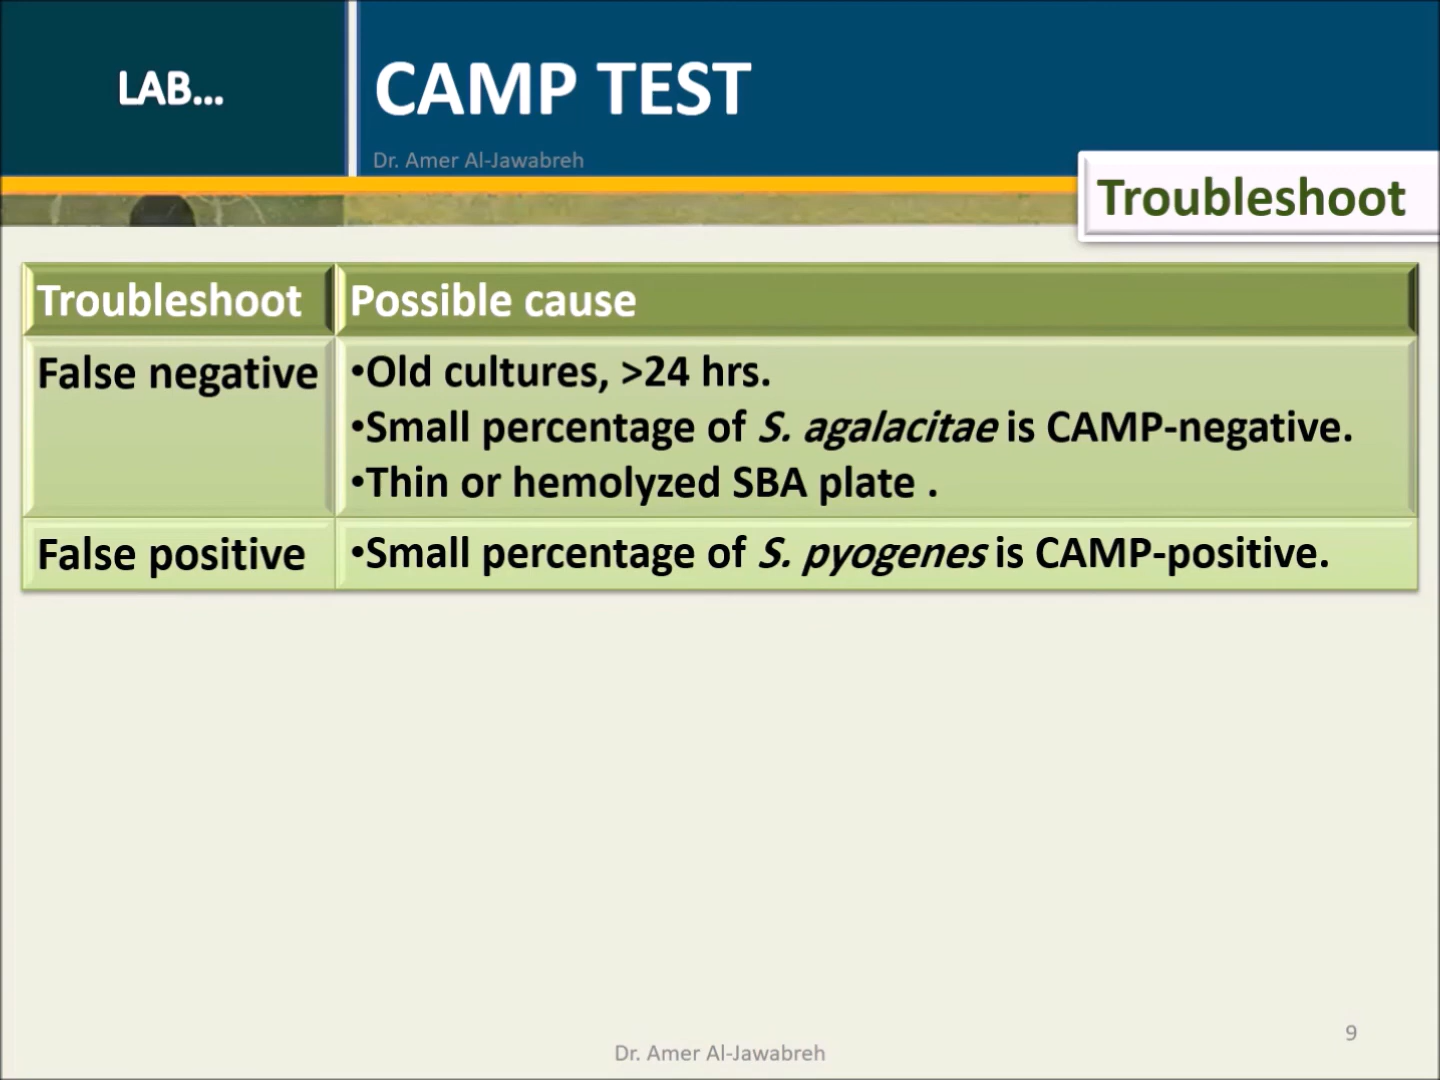 LAB...
CAMP TEST
Dr. Amer Al-Jawabreh
Troubleshoot
Troubleshoot Possible cause
False negative •Old cultures, >24 hrs.
•Small percentage of S. agalacitae is CAMP-negative.
•Thin or hemolyzed SBA plate .
False positive •Small percentage of S. pyogenes is CAMP-positive.
9
Dr. Amer Al-Jawabreh